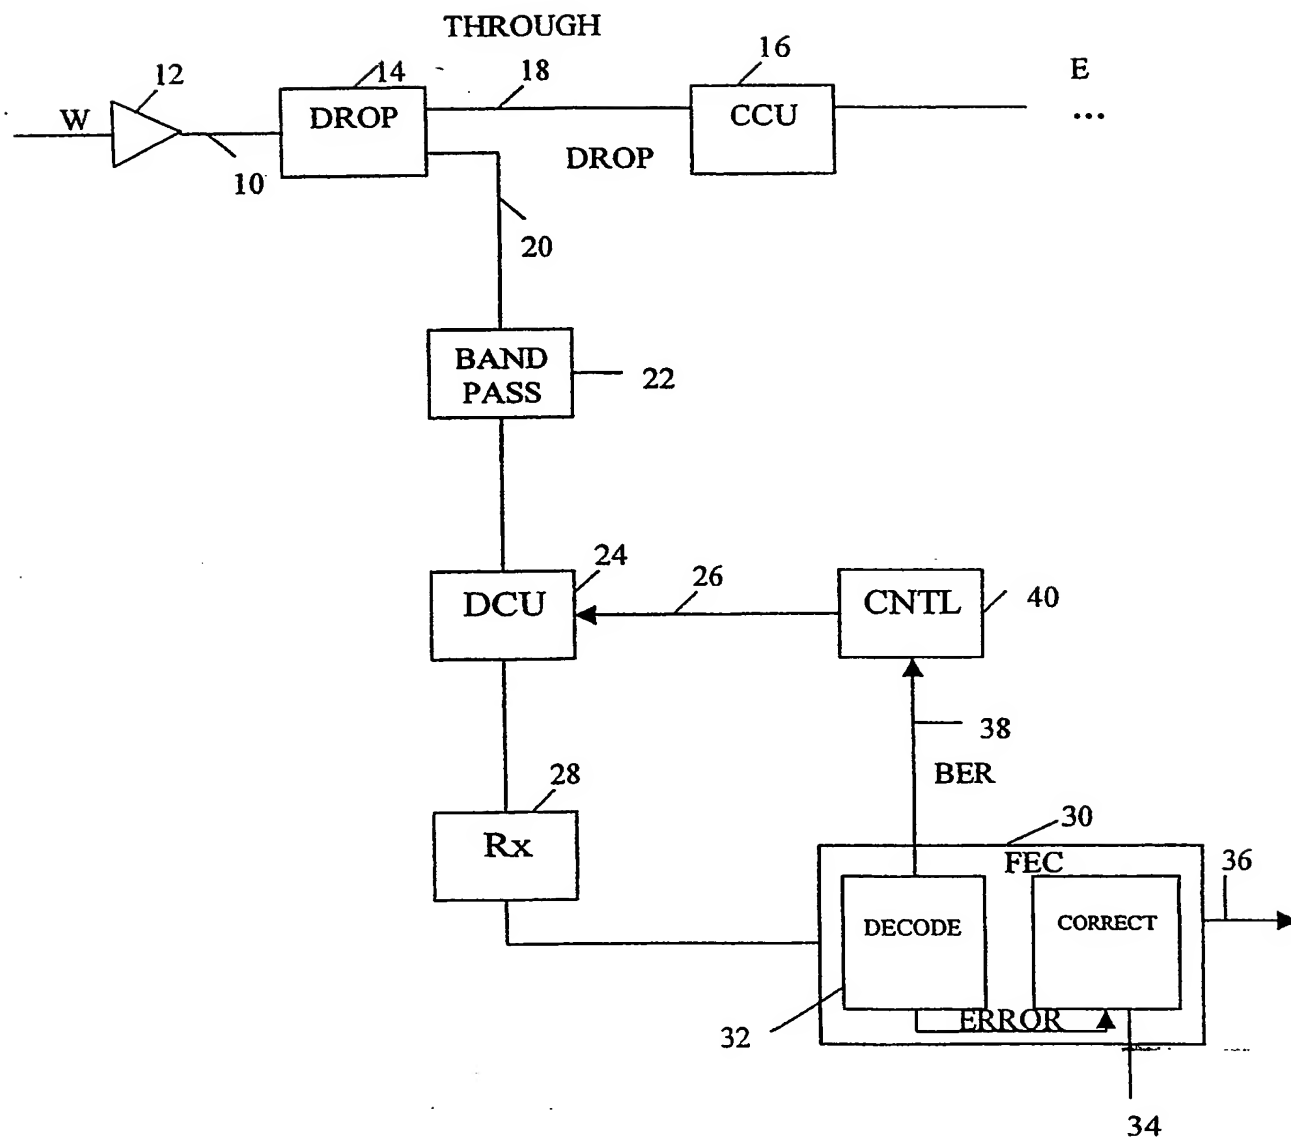 THROUGH
12
14
18
16
E
W
DROP
CCU
...
10
DROP
20
BAND
PASS
22
24
26
DCU
CNTL
40
38
BER
28
Rx
30
FEC
36
DECODE
CORRECT
ERROR
32
34